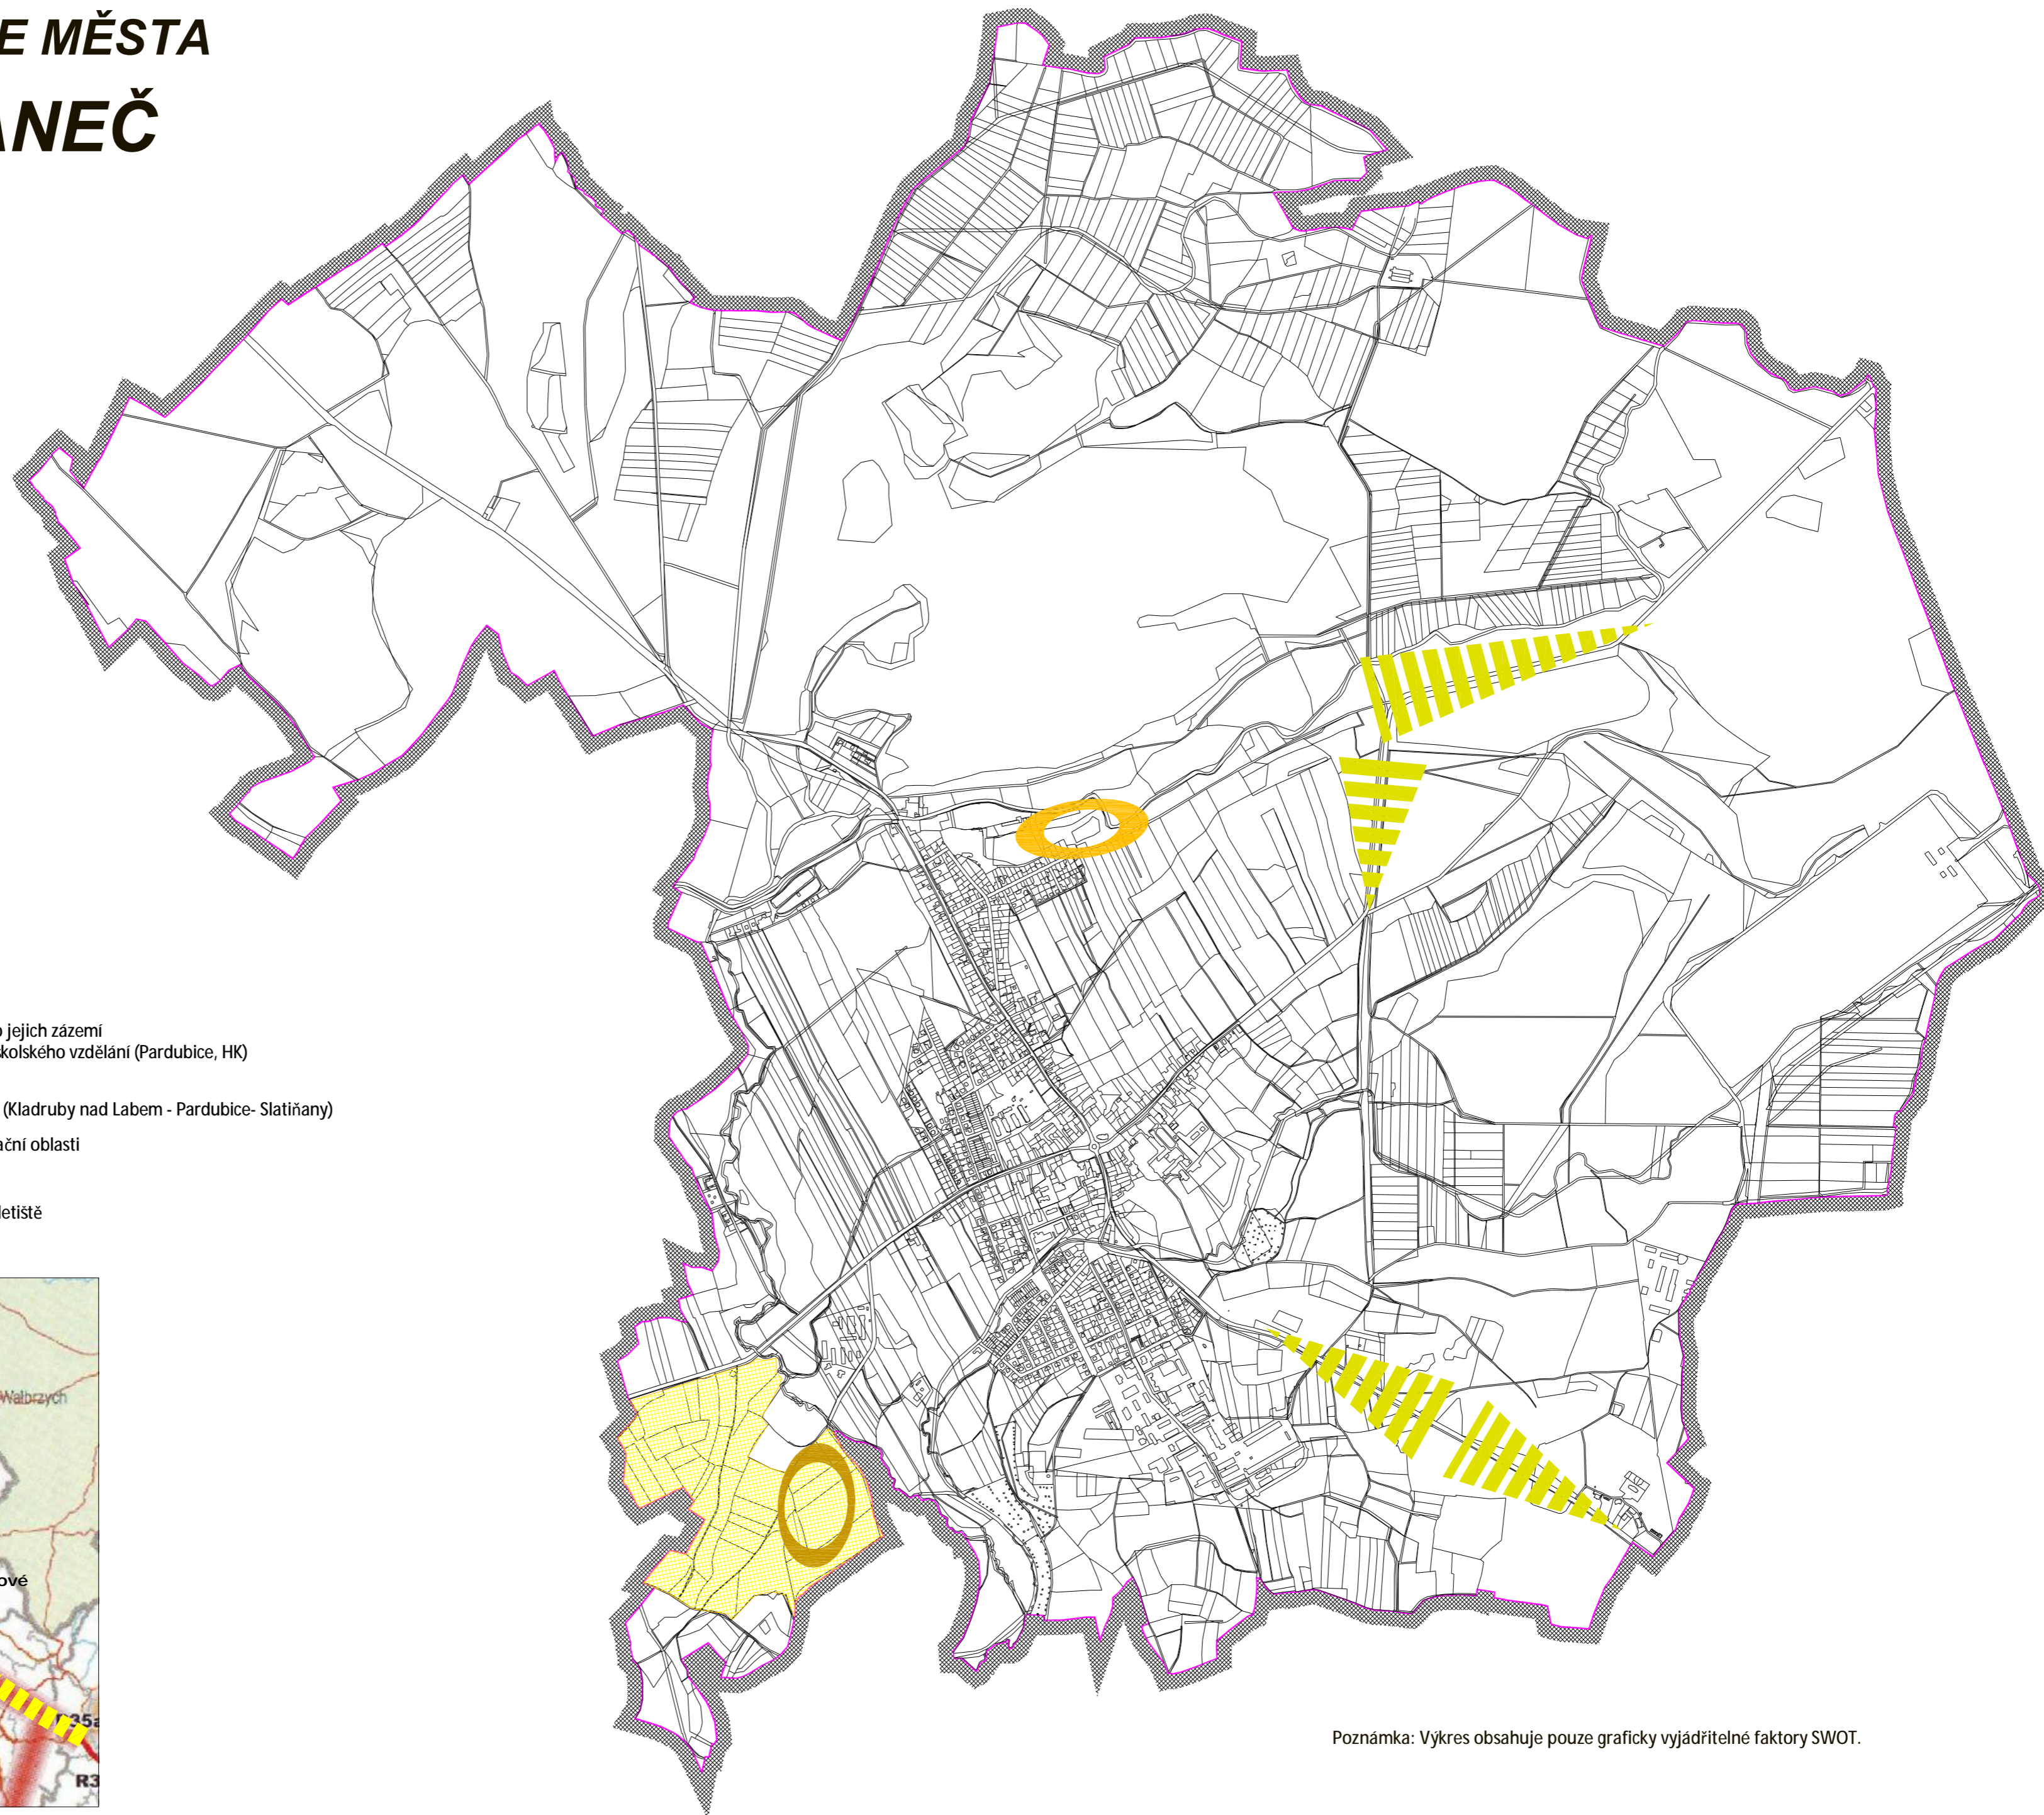 E MĚSTA
ANEČ
o jejich zázemí
kolského vzdělání (Pardubice, HK)
(Kladruby nad Labem - Pardubice- Slatiňany)
ační oblasti
letiště
Walbrzych
ové
R35a
R3
Poznámka: Výkres obsahuje pouze graficky vyjádřitelné faktory SWOT.